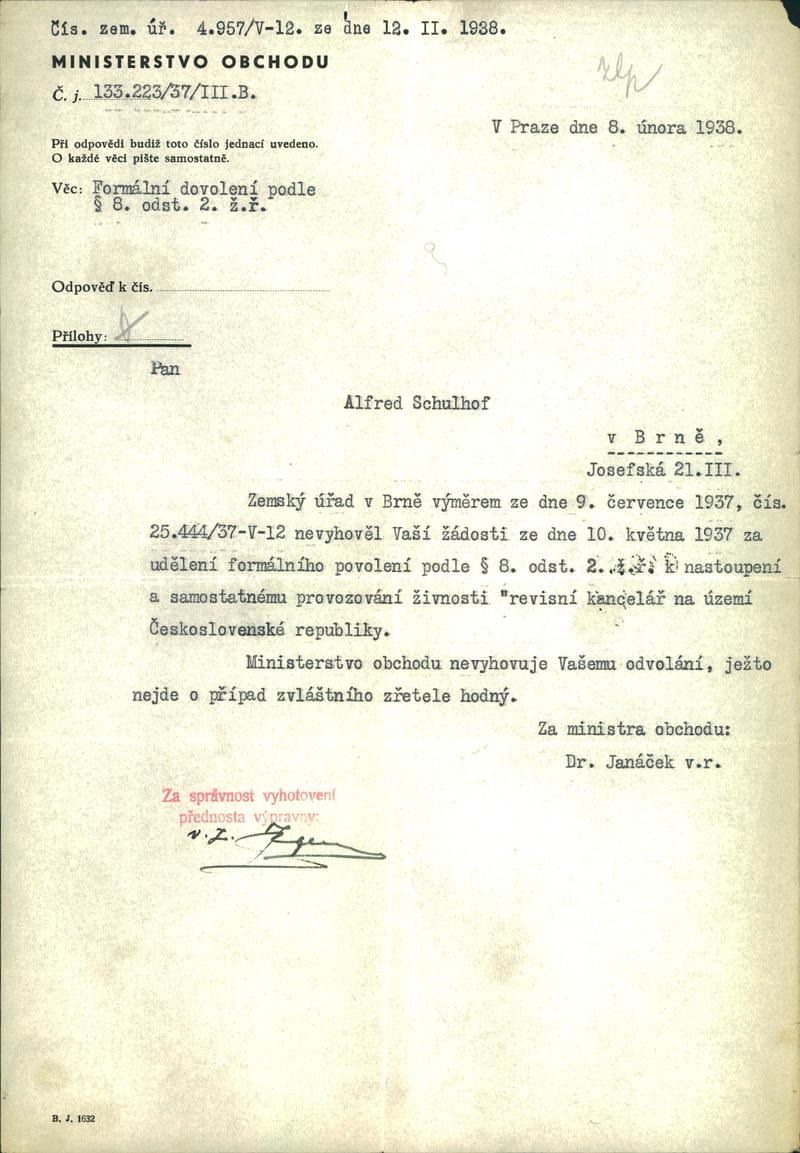 Čís. zem. úř. 4.957/V-12. ze dne 12. II. 1938.
MINISTERSTVO OBCHODU
Č. j. 133.223/37/III.B.
V Praze dne 8. února 1938.
Při odpovědi budiž toto číslo jednací uvedeno.
O každé věci pište samostatně.
Věc: Formální dovolení podle
§ 8. odst. 2. ž.ř.
Odpověď k čís.
Přílohy:
Pan
Alfred Schulhof
v Brně,
Josefská 21.III.
Zemský úřad v Brně výměrem ze dne 9. července 1937, čís.
25.444/37-V-12 nevyhověl Vaší žádosti ze dne 10. května 1937 za
udělení formálního povolení podle § 8. odst. 2. ž.ř. k nastoupení
a samostatnému provozování živnosti "revisní kancelář na území
Československé republiky.
Ministerstvo obchodu nevyhovuje Vašemu odvolání, ježto
nejde o případ zvláštního zřetele hodný.
Za ministra obchodu:
Dr. Janáček v.r.
Za správnost vyhotovení
přednosta výpravny:
v. z.
B. J. 1632